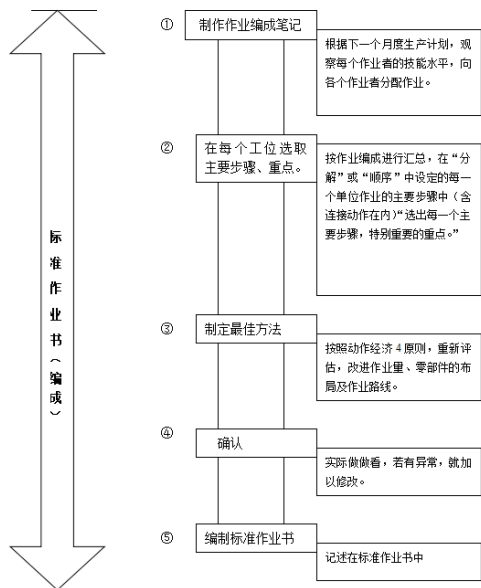 ① 制作作业编成笔记
根据下一个月度生产计划，观
察每个作业者的技能水平，向
各个作业者分配作业。
② 在每个工位选取
主要步骤、重点。
按作业编成进行汇总，在“分
解”或“顺序”中设定的每一
个单位作业的主要步骤中（含
连接动作在内）“选出每一个主
要步骤，特别重要的重点。”
标准作业书（编成）
③ 制定最佳方法
按照动作经济4原则，重新评
估，改进作业量、零部件的布
局及作业路线。
④ 确认
实际做做看，若有异常，就加
以修改。
⑤ 编制标准作业书
记述在标准作业书中